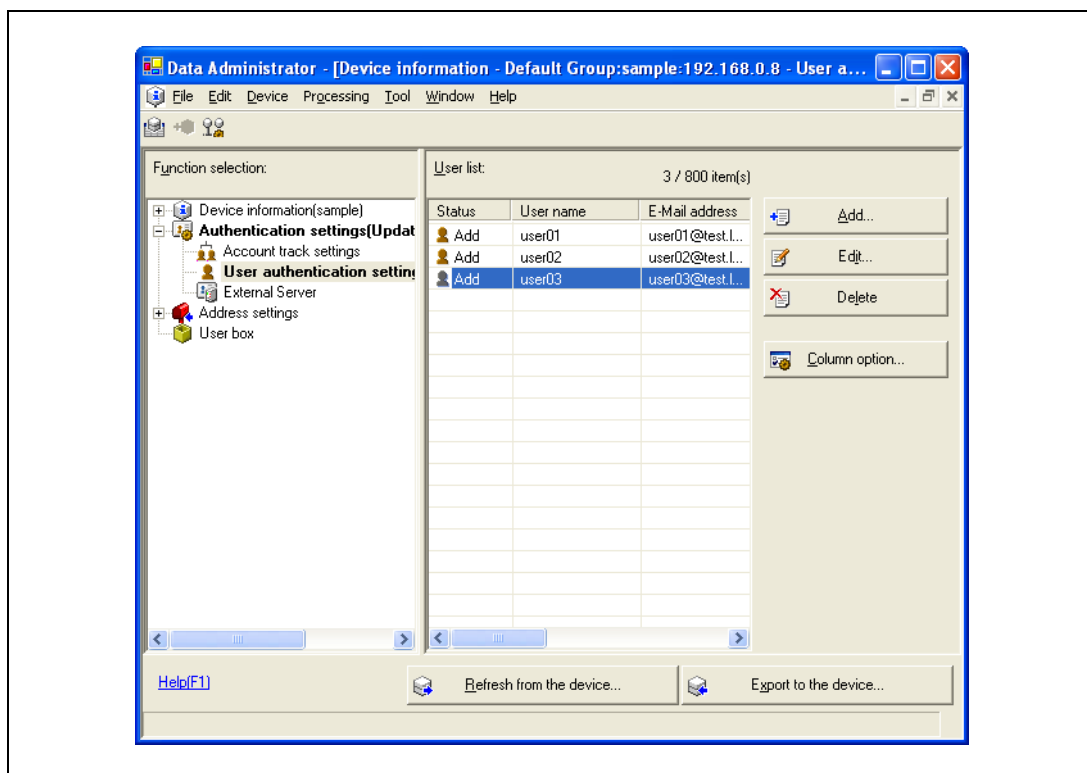 Data Administrator - [Device information - Default Group:sample:192.168.0.8 - User a...
File Edit Device Processing Tool Window Help
Function selection:
Device information(sample)
Authentication settings(Updat
Account track settings
User authentication setting
External Server
Address settings
User box
User list:
3 / 800 item(s)
Status User name E-Mail address
Add user01 user01@test.l...
Add user02 user02@test.l...
Add user03 user03@test.l...
Add...
Edit...
Delete
Column option...
Help(F1)
Refresh from the device...
Export to the device...